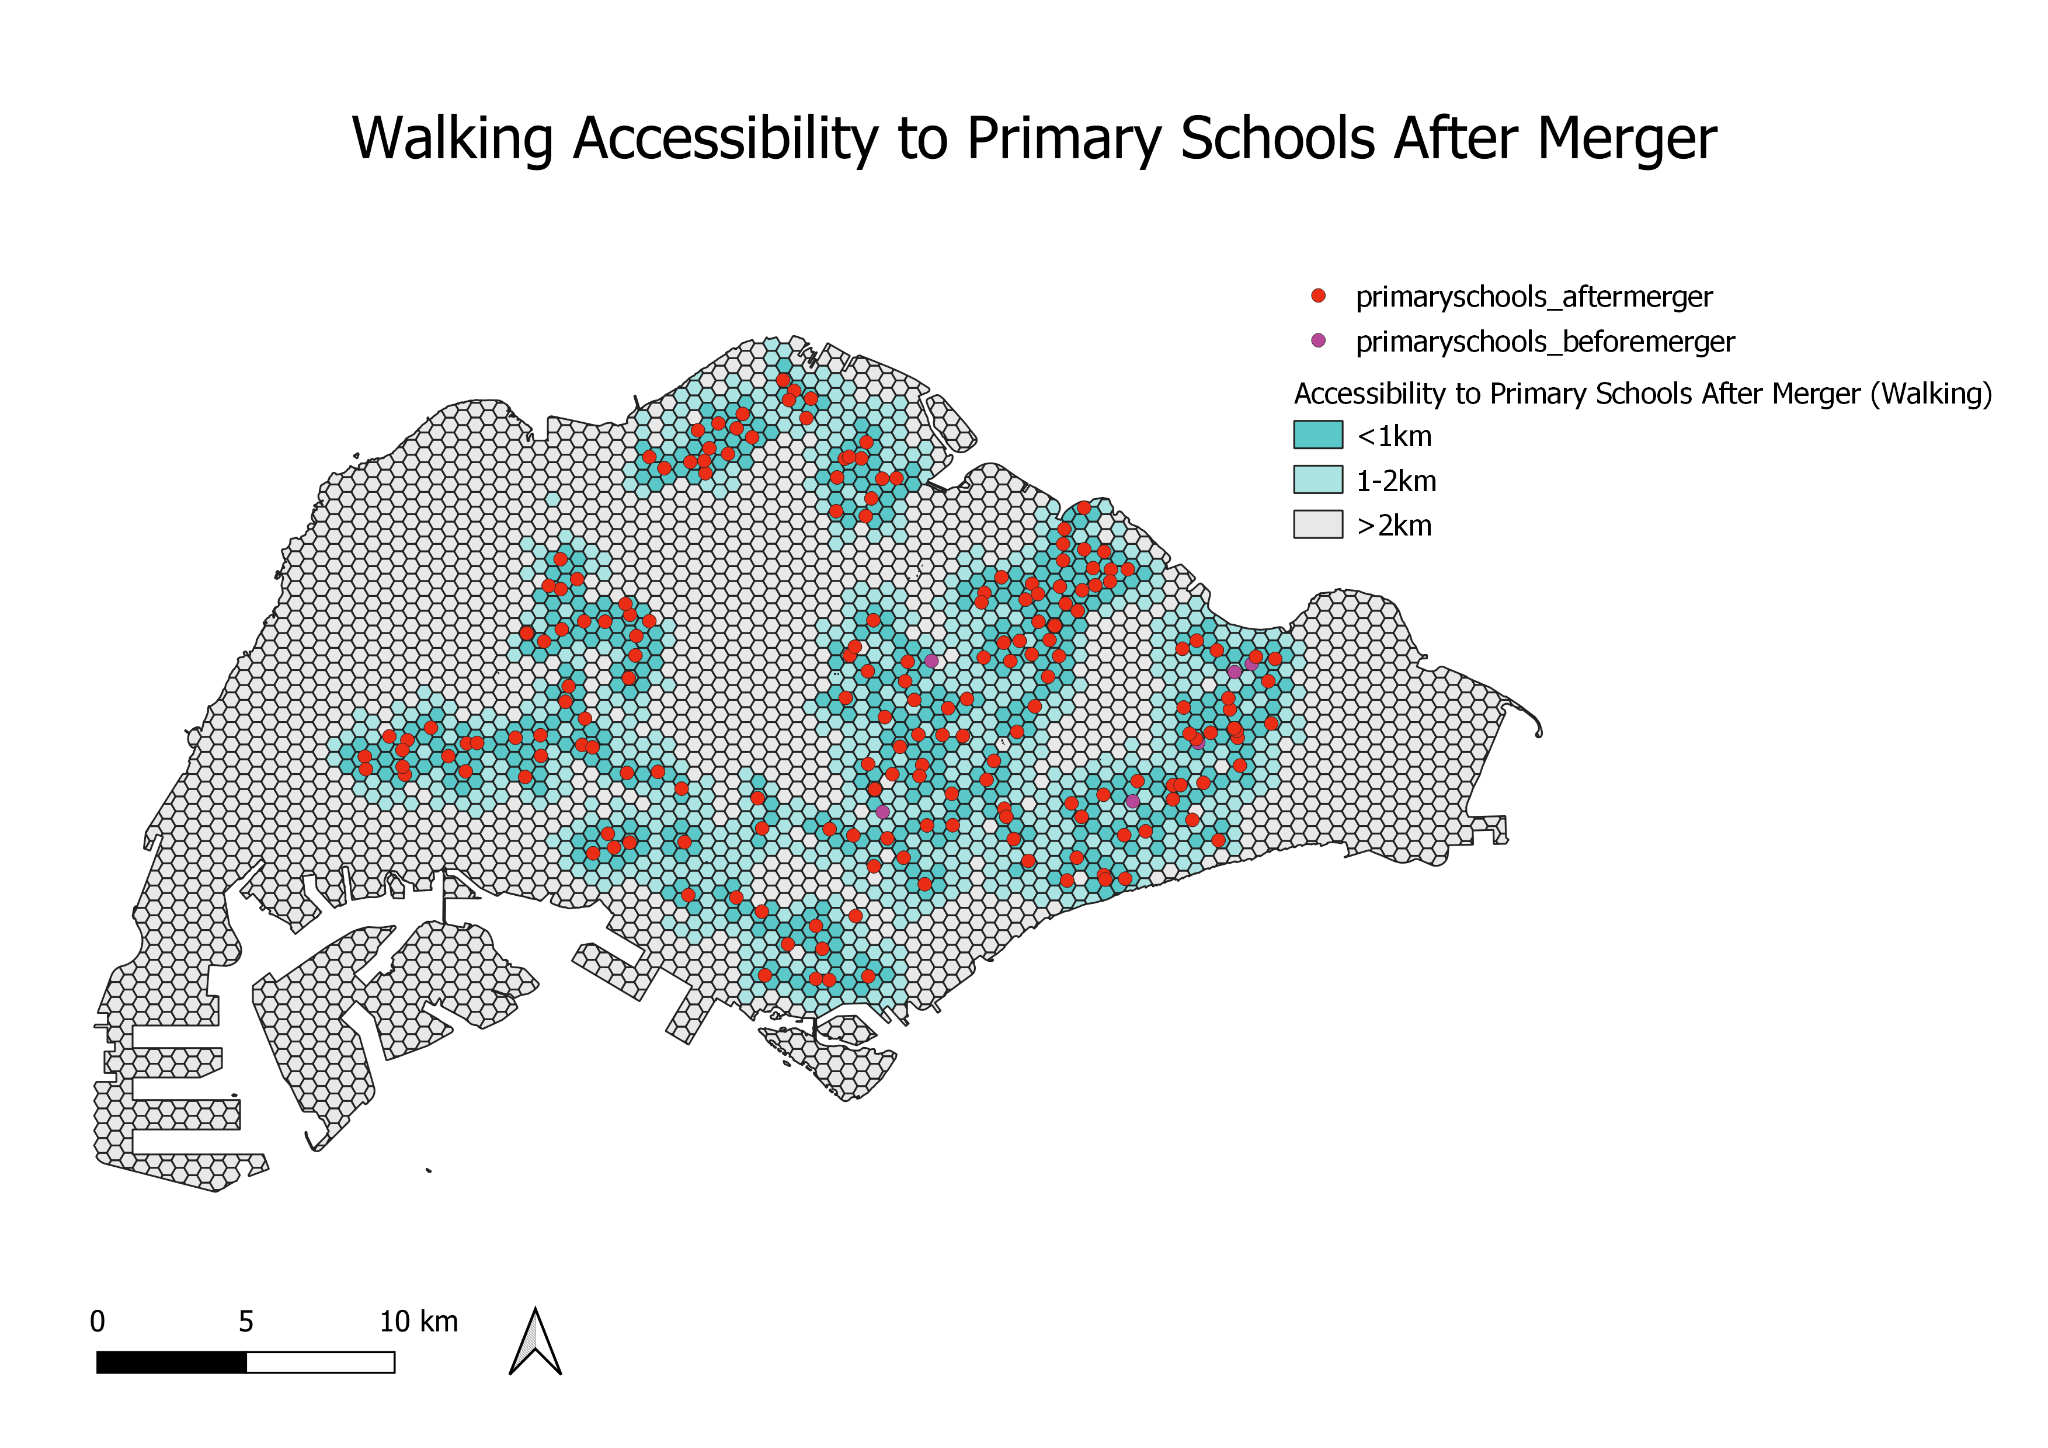 Walking Accessibility to Primary Schools After Merger
primaryschools_aftermerger
primaryschools_beforemerger
Accessibility to Primary Schools After Merger (Walking)
<1km
1-2km
>2km
0 5 10 km